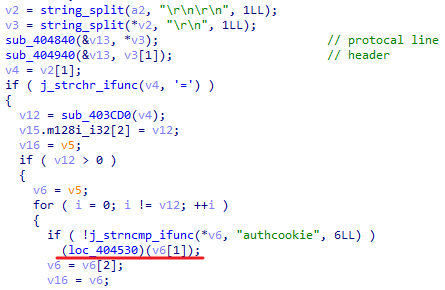 v2 = string_split(a2, "\r\n\r\n", 1LL);
v3 = string_split(*v2, "\r\n", 1LL);
sub_404840(&v13, *v3); // protocal line
sub_404940(&v13, v3[1]); // header
v4 = v2[1];
if ( j_strchr_ifunc(v4, '=') )
{
v12 = sub_403CD0(v4);
v15.m128i_i32[2] = v12;
v16 = v5;
if ( v12 > 0 )
{
v6 = v5;
for ( i = 0; i != v12; ++i )
{
if ( !j_strncmp_ifunc(*v6, "authcookie", 6LL) )
(loc_404530)(v6[1]);
v6 = v6[2];
v16 = v6;